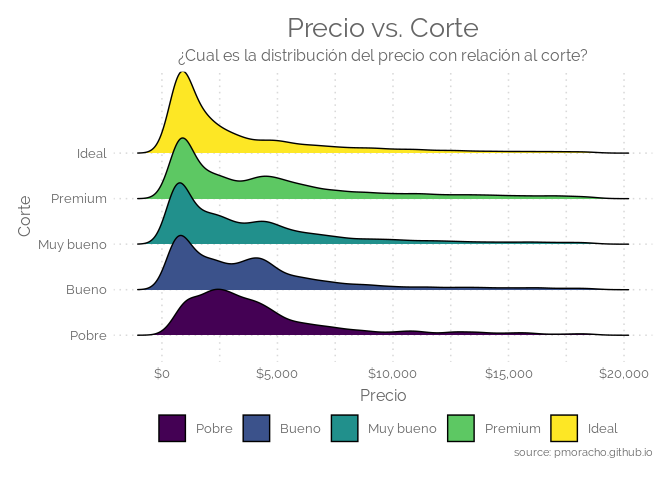 Precio vs. Corte
¿Cual es la distribución del precio con relación al corte?
Corte
Ideal
Premium
Muy bueno
Bueno
Pobre
$0 $5,000 $10,000 $15,000 $20,000
Precio
Pobre Bueno Muy bueno Premium Ideal
source: pmoracho.github.io